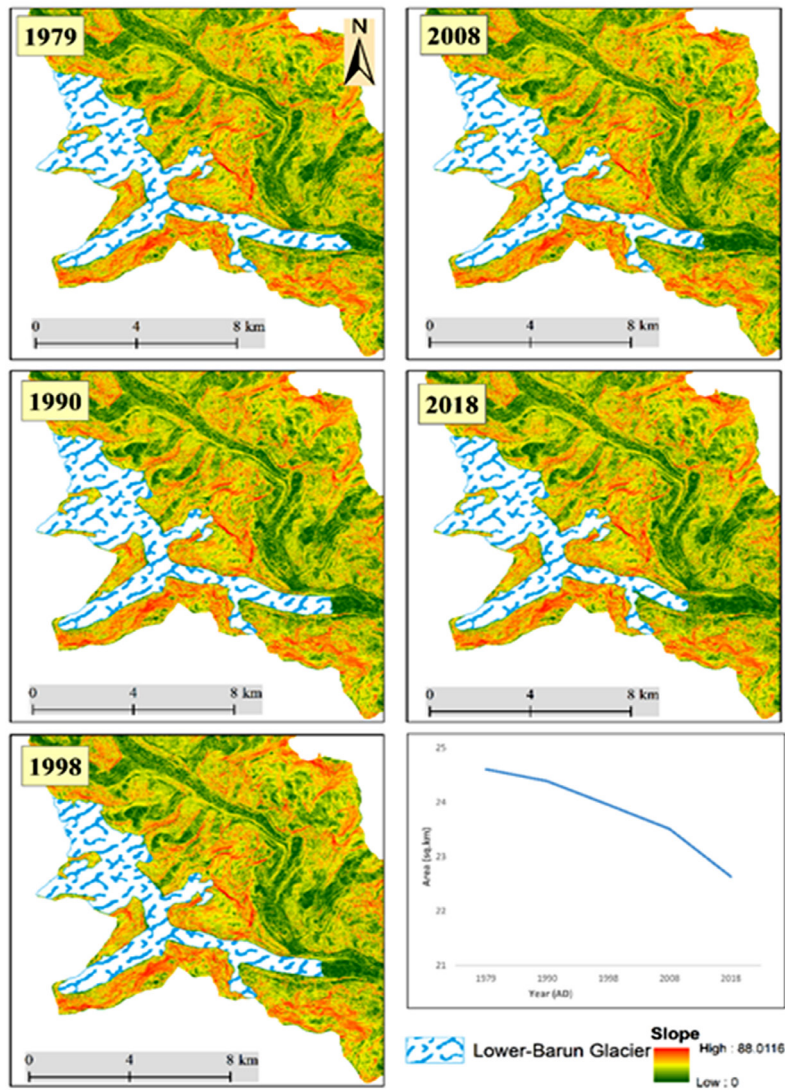 1979
N
0 4 8 km
2008
0 4 8 km
1990
0 4 8 km
2018
0 4 8 km
1998
0 4 8 km
25
24
23
22
21
Area (sq.km)
1979 1990 1998 2008 2018
Year (AD)
Lower-Barun Glacier
Slope
High : 88.0116
Low : 0